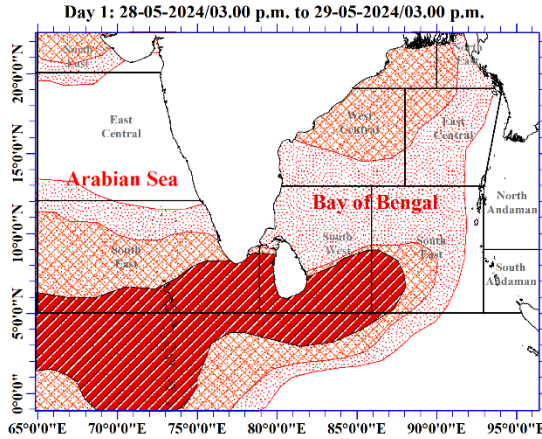 Day 1: 28-05-2024/03.00 p.m. to 29-05-2024/03.00 p.m.
North
East
North
East
20°0'0"N
East
Central
West
Central
East
Central
15°0'0"N
Arabian Sea
Bay of Bengal
North
Andaman
10°0'0"N
South
East
South
West
South
East
South
Andaman
5°0'0"N
0°0'0"
65°0'0"E 70°0'0"E 75°0'0"E 80°0'0"E 85°0'0"E 90°0'0"E 95°0'0"E